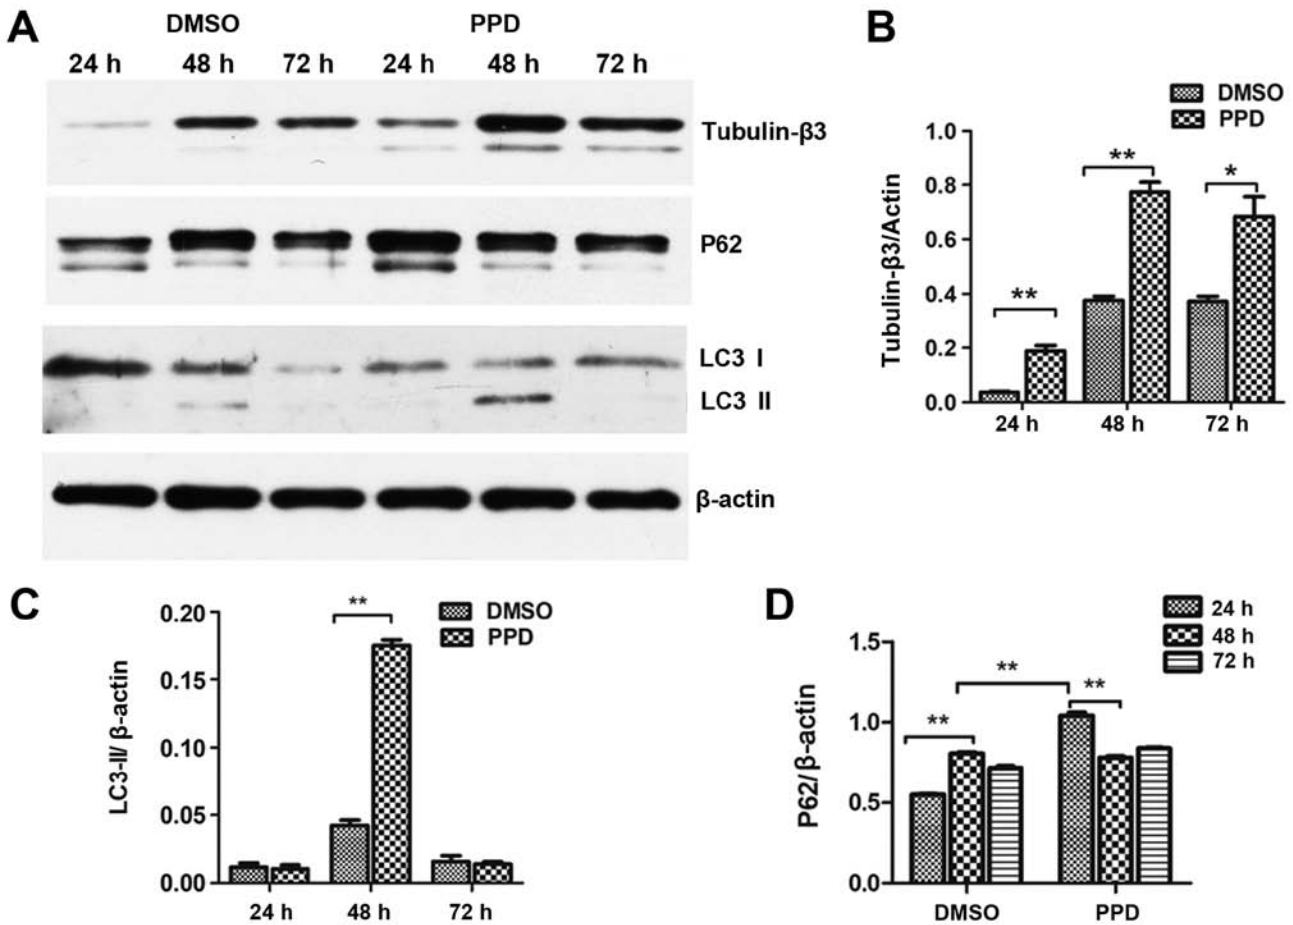 A
DMSO PPD
24 h 48 h 72 h 24 h 48 h 72 h
Tubulin-β3
P62
LC3 I
LC3 II
β-actin
B
DMSO
PPD
Tubulin-β3/Actin
1.0
0.8
0.6
0.4
0.2
0.0
**
**
*
24 h 48 h 72 h
C
DMSO
PPD
LC3-II/ β-actin
0.20
0.15
0.10
0.05
0.00
**
24 h 48 h 72 h
D
24 h
48 h
72 h
P62/ β-actin
1.5
1.0
0.5
0.0
**
**
**
DMSO PPD